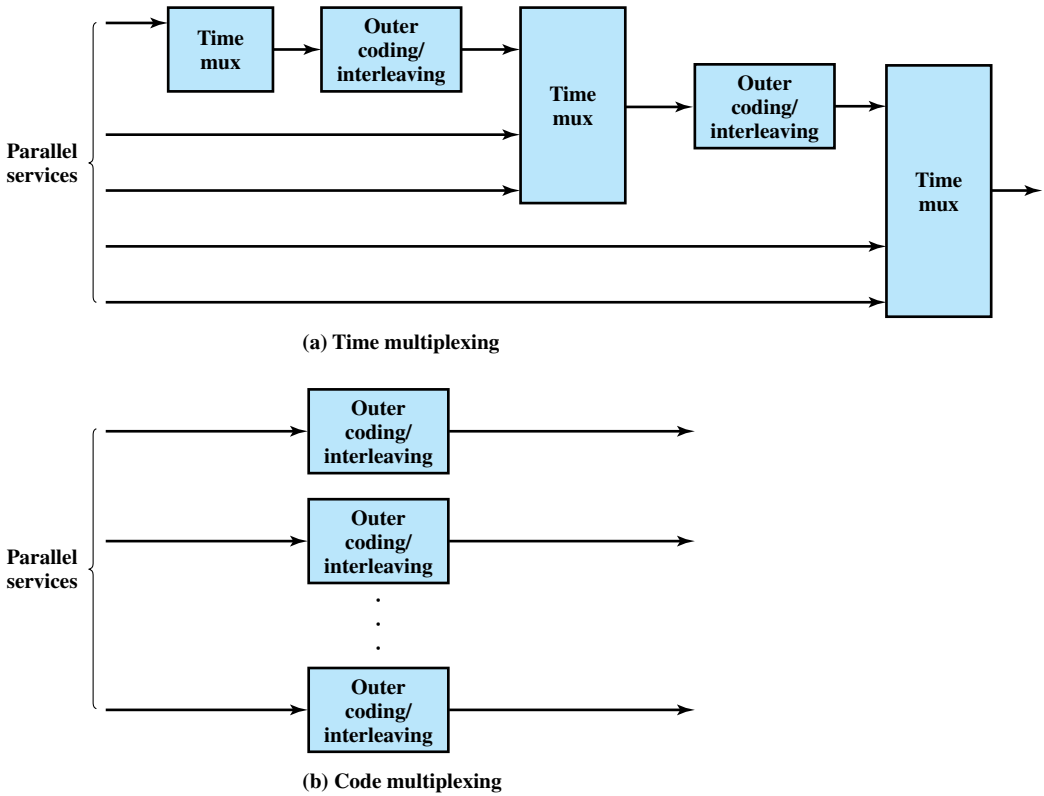 Time
mux
Outer
coding/
interleaving
Time
mux
Outer
coding/
interleaving
Time
mux
Parallel
services
(a) Time multiplexing
Outer
coding/
interleaving
Outer
coding/
interleaving
Parallel
services
Outer
coding/
interleaving
(b) Code multiplexing